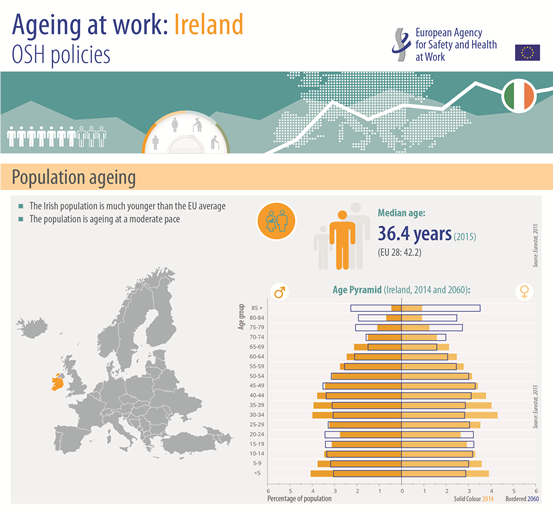 Ageing at work: Ireland
OSH policies
European Agency
for Safety and Health
at Work
Population ageing
The Irish population is much younger than the EU average
The population is ageing at a moderate pace
Median age:
36.4 years (2015)
(EU 28: 42.2)
Source: Eurostat, 2015
Age Pyramid (Ireland, 2014 and 2060):
Age group
85 +
80-84
75-79
70-74
65-69
60-64
55-59
50-54
45-49
40-44
35-39
30-34
25-29
20-24
15-19
10-14
5-9
<5
6 5 4 3 2 1 0 0 1 2 3 4 5 6
Percentage of population
Solid Colour 2014
Bordered 2060
Source: Eurostat, 2015